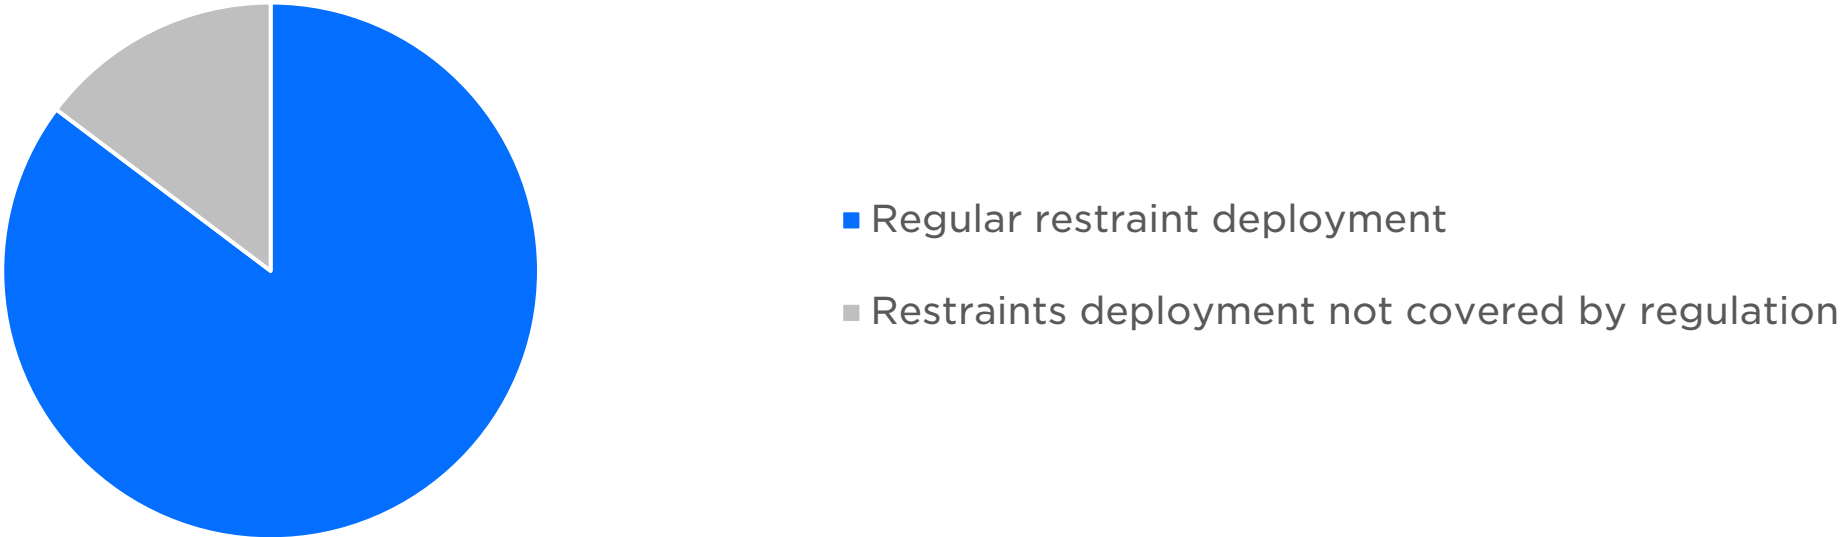 Regular restraint deployment
Restraints deployment not covered by regulation